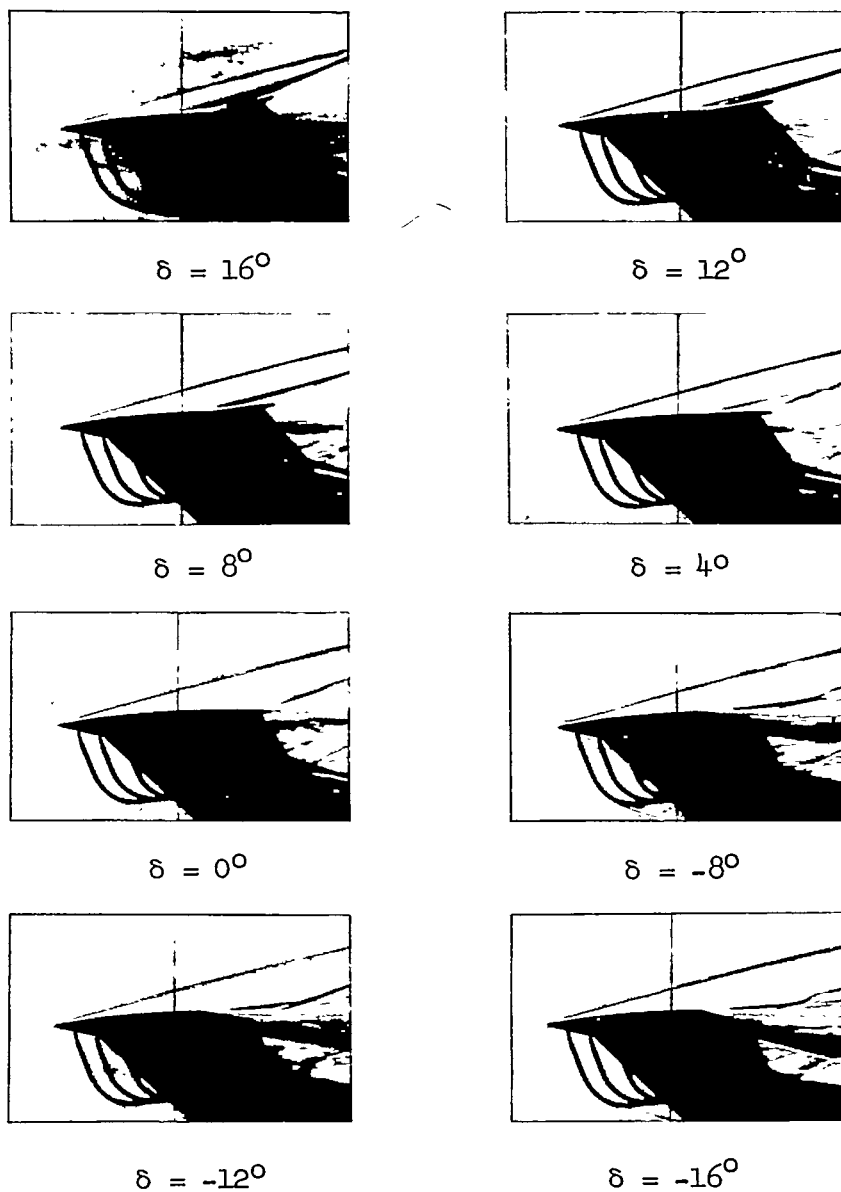 δ = 16°
δ = 12°
δ = 8°
δ = 4°
δ = 0°
δ = -8°
δ = -12°
δ = -16°